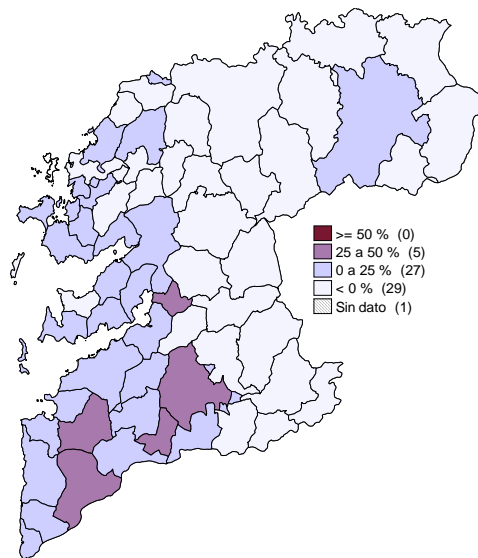 >= 50 % (0)
25 a 50 % (5)
0 a 25 % (27)
< 0 % (29)
Sin dato (1)